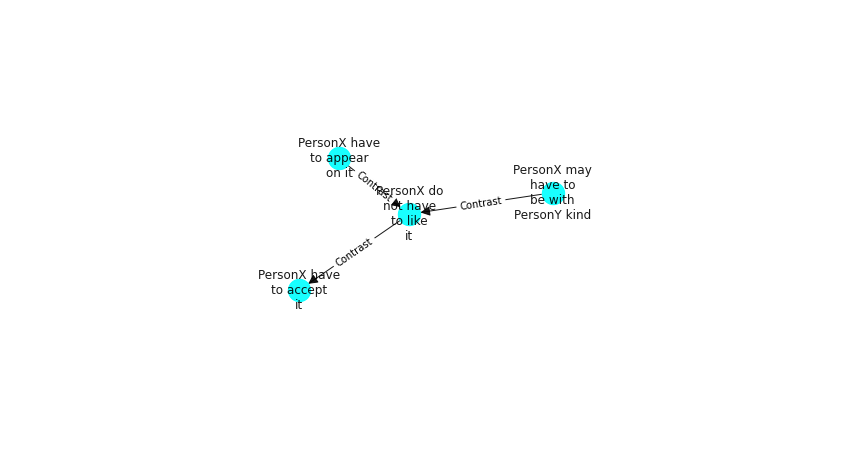 PersonX have
to appear
on it
Contrast
PersonX do
not have
to like
it
Contrast
PersonX may
have to
be with
PersonY kind
Contrast
PersonX have
to accept
it